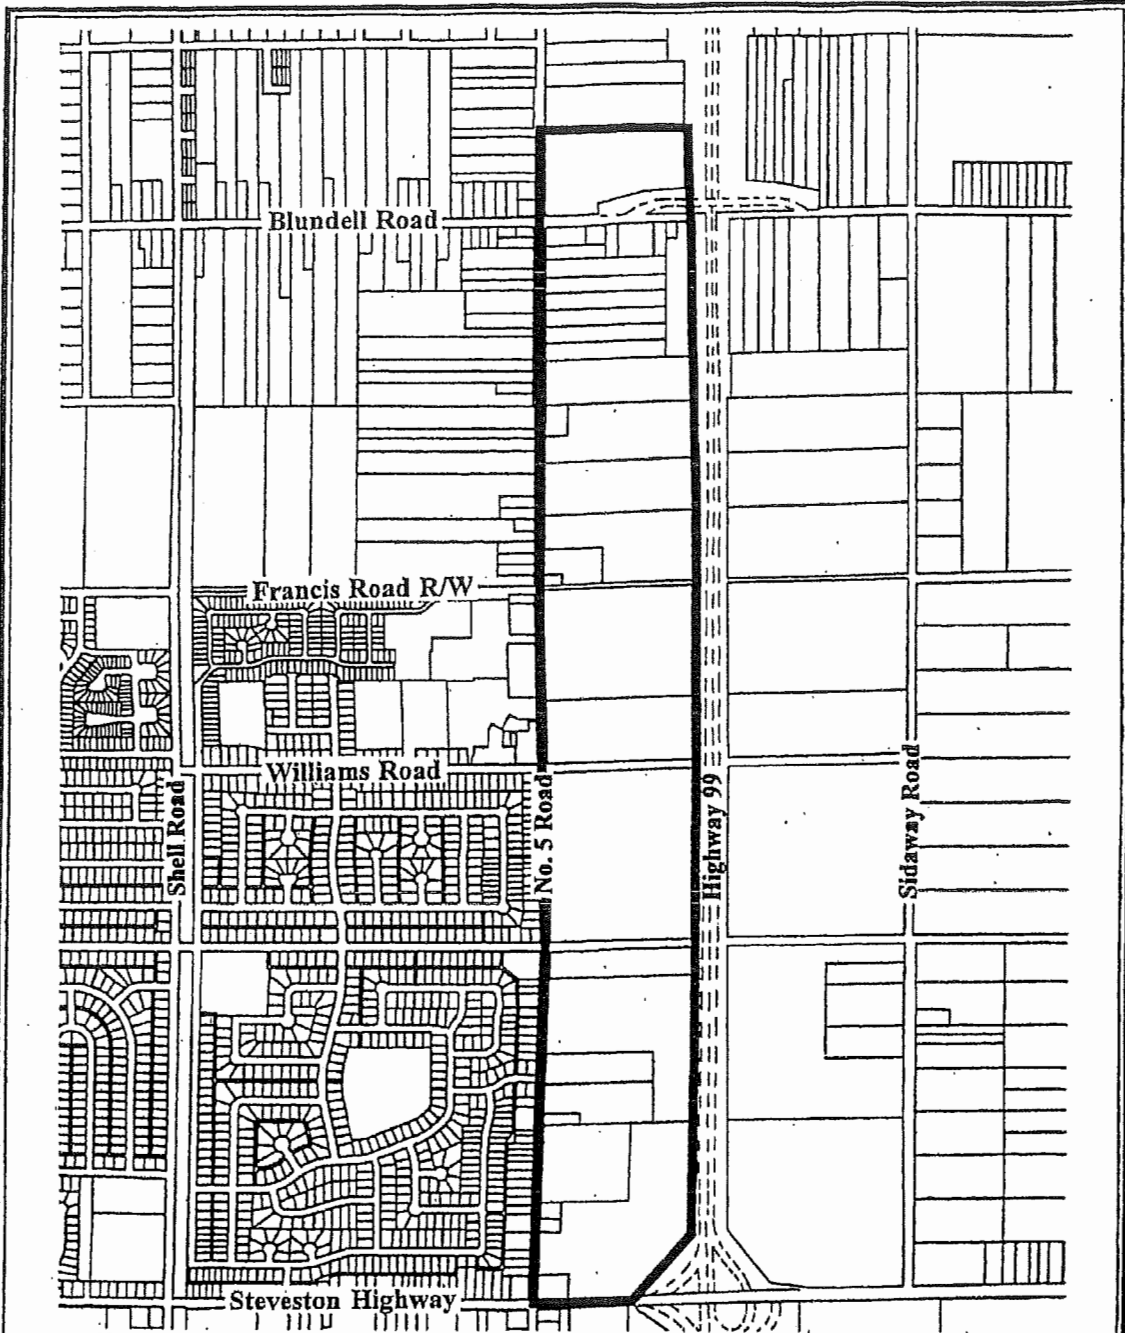 Blundell Road
Francis Road R/W
Williams Road
Shell Road
No. 5 Road
Highway 99
Sidaway Road
Steveston Highway